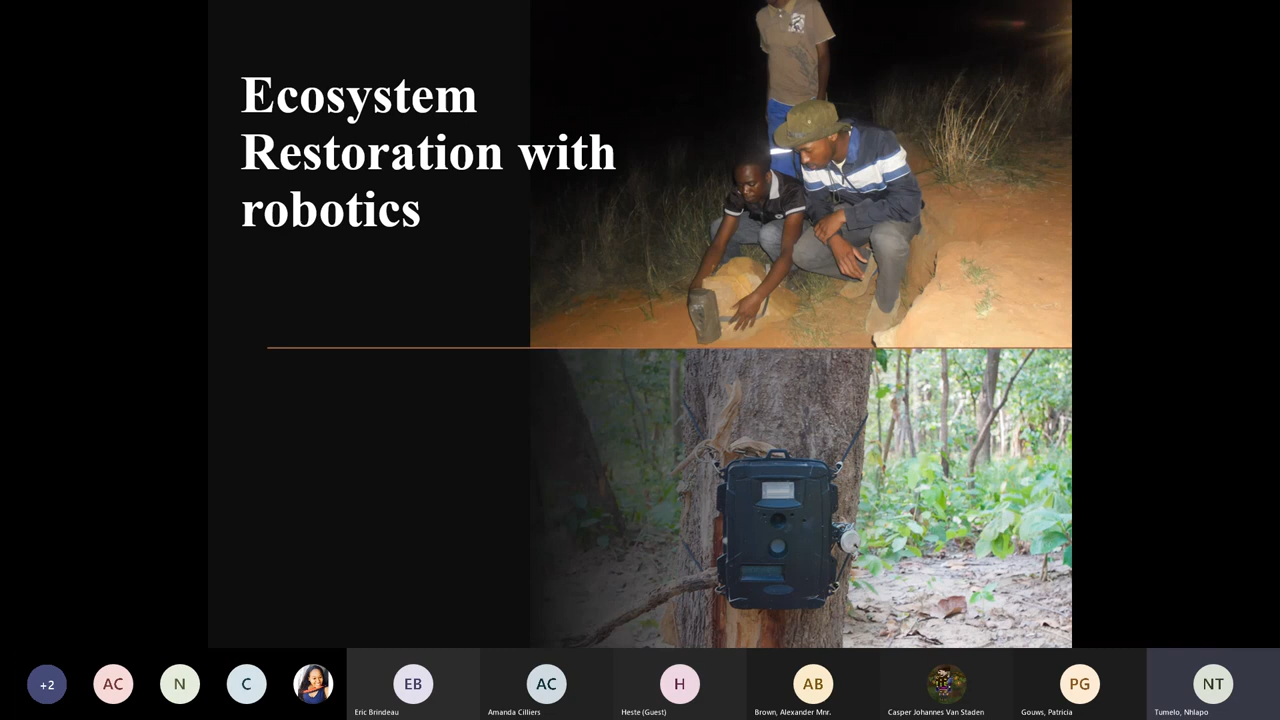 Ecosystem
Restoration with
robotics
+2
AC
N
C
EB
AC
H
AB
PG
NT
Eric Brindeau
Amanda Cilliers
Heste (Guest)
Brown, Alexander Mnr.
Casper Johannes Van Staden
Gouws, Patricia
Tumelo, Nhlapo